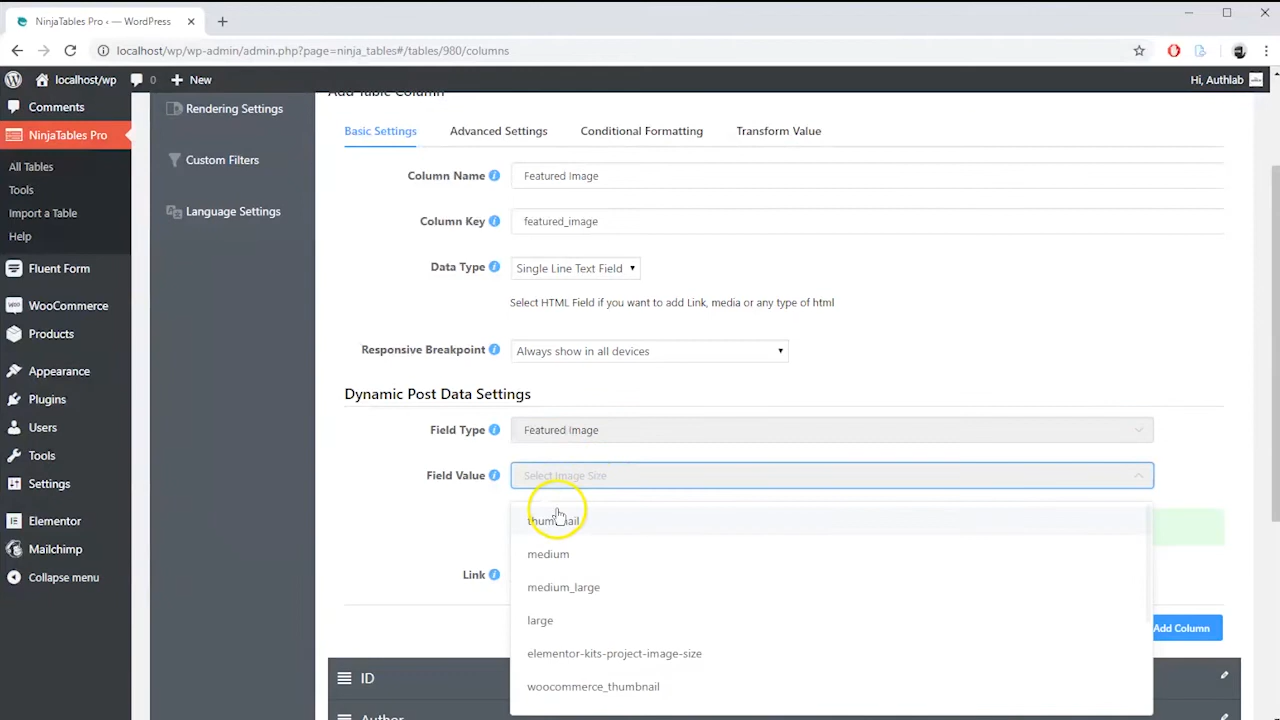 NinjaTables Pro ‹ — WordPress
localhost/wp/wp-admin/admin.php?page=ninja_tables#/tables/980/columns
localhost/wp
0
New
Hi, Authlab
Comments
NinjaTables Pro
All Tables
Tools
Import a Table
Help
Fluent Form
WooCommerce
Products
Appearance
Plugins
Users
Tools
Settings
Elementor
Mailchimp
Collapse menu
Rendering Settings
Custom Filters
Language Settings
Add Table Column
Basic Settings
Advanced Settings
Conditional Formatting
Transform Value
Column Name
Featured Image
Column Key
featured_image
Data Type
Single Line Text Field
Select HTML Field if you want to add Link, media or any type of html
Responsive Breakpoint
Always show in all devices
Dynamic Post Data Settings
Field Type
Featured Image
Field Value
Select Image Size
thumbnail
medium
medium_large
large
elementor-kits-project-image-size
woocommerce_thumbnail
Link
Add Column
ID
Author